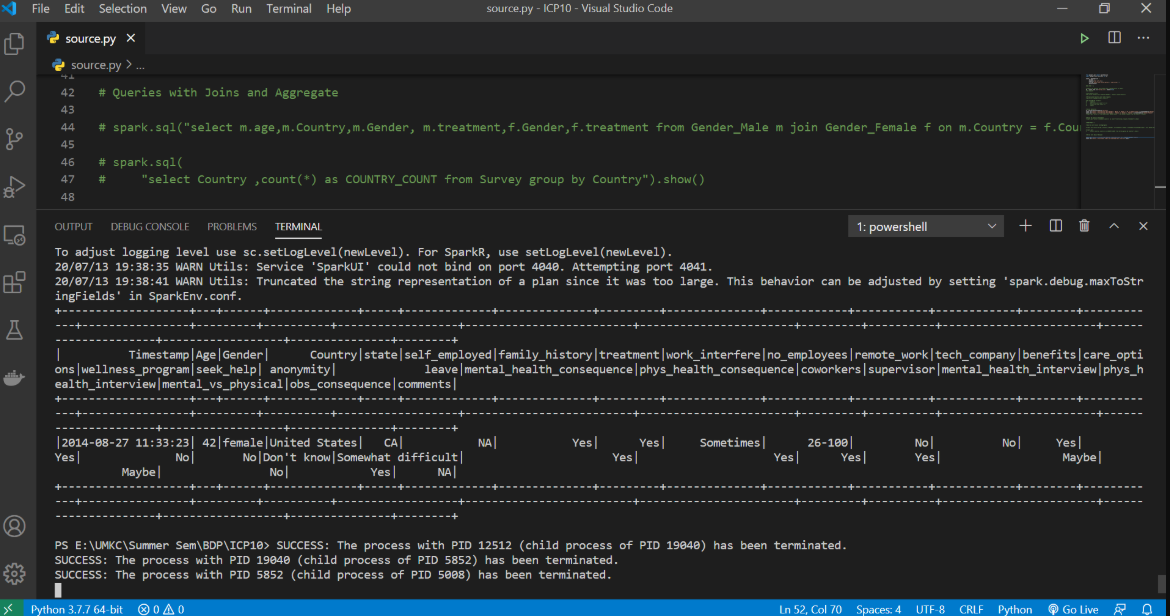 File Edit Selection View Go Run Terminal Help source.py - ICP10 - Visual Studio Code
source.py
source.py > ...
41
42 # Queries with Joins and Aggregate
43
44 # spark.sql("select m.age,m.Country,m.Gender, m.treatment,f.Gender,f.treatment from Gender_Male m join Gender_Female f on m.Country = f.Cou
45
46 # spark.sql(
47 #     "select Country ,count(*) as COUNTRY_COUNT from Survey group by Country").show()
48
OUTPUT DEBUG CONSOLE PROBLEMS TERMINAL 1: powershell
To adjust logging level use sc.setLogLevel(newLevel). For SparkR, use setLogLevel(newLevel).
20/07/13 19:38:35 WARN Utils: Service 'SparkUI' could not bind on port 4040. Attempting port 4041.
20/07/13 19:38:41 WARN Utils: Truncated the string representation of a plan since it was too large. This behavior can be adjusted by setting 'spark.debug.maxToStr
ingFields' in SparkEnv.conf.
| Timestamp|Age|Gender| Country|state|self_employed|family_history|treatment|work_interfere|no_employees|remote_work|tech_company|benefits|care_opti
ons|wellness_program|seek_help| anonymity| leave|mental_health_consequence|phys_health_consequence|coworkers|supervisor|mental_health_interview|phys_h
ealth_interview|mental_vs_physical|obs_consequence|comments|
|2014-08-27 11:33:23| 42|female|United States| CA| NA| Yes| Yes| Sometimes| 26-100| No| No| Yes|
Yes| No| No|Don't know|Somewhat difficult| Yes| Yes| Yes| Yes| Maybe|
Maybe| No| Yes| NA|
PS E:\UMKC\Summer Sem\BDP\ICP10> SUCCESS: The process with PID 12512 (child process of PID 19040) has been terminated.
SUCCESS: The process with PID 19040 (child process of PID 5852) has been terminated.
SUCCESS: The process with PID 5852 (child process of PID 5008) has been terminated.
Python 3.7.7 64-bit 0 0 Ln 52, Col 70 Spaces: 4 UTF-8 CRLF Python Go Live